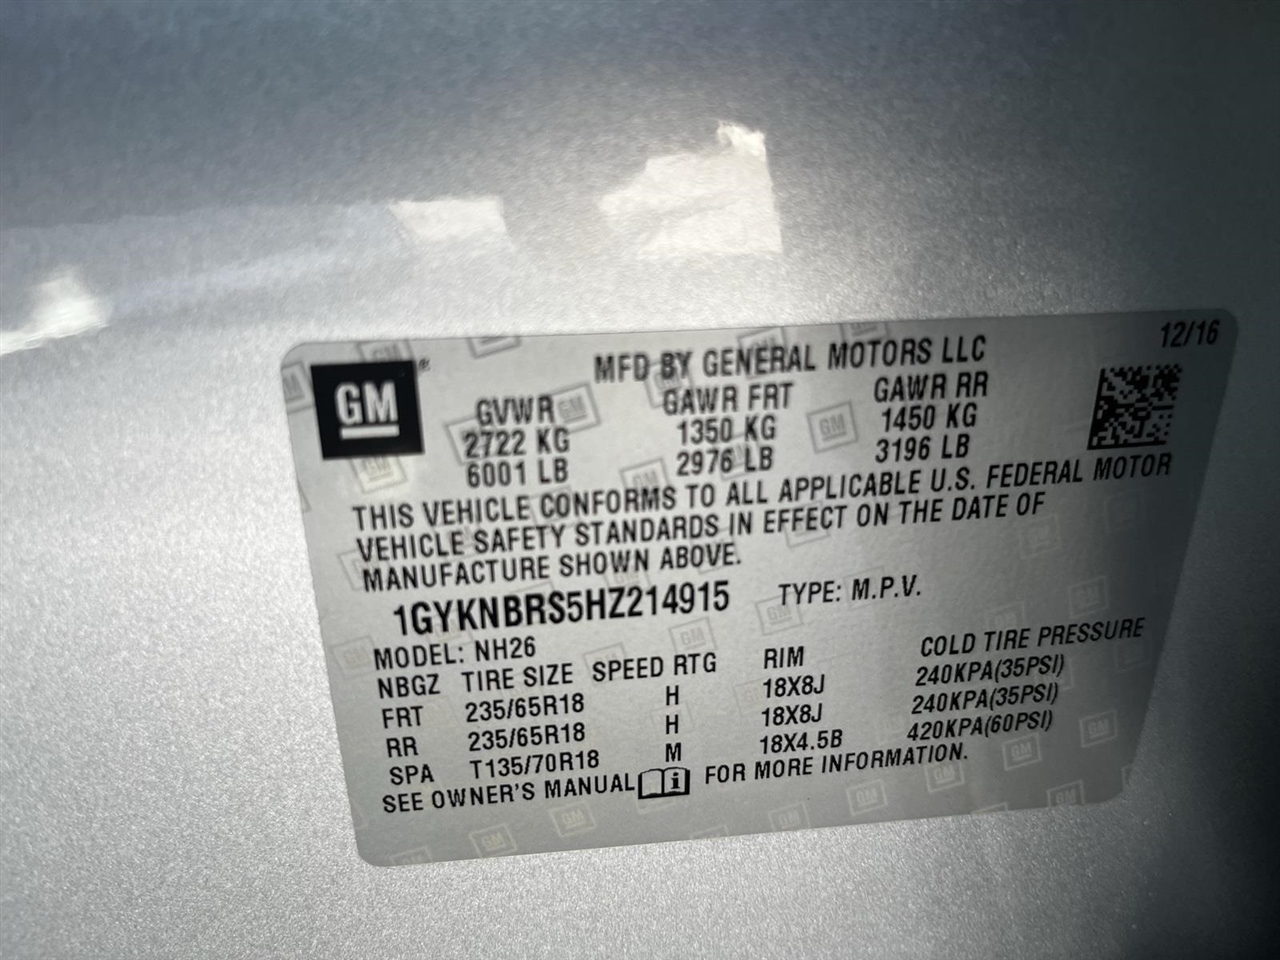 12/16
GM®
MFD BY GENERAL MOTORS LLC
GVWR GAWR FRT GAWR RR
2722 KG 1350 KG 1450 KG
6001 LB 2976 LB 3196 LB
THIS VEHICLE CONFORMS TO ALL APPLICABLE U.S. FEDERAL MOTOR
VEHICLE SAFETY STANDARDS IN EFFECT ON THE DATE OF
MANUFACTURE SHOWN ABOVE.
1GYKNBRS5HZ214915 TYPE: M.P.V.
MODEL: NH26
NBGZ TIRE SIZE SPEED RTG RIM COLD TIRE PRESSURE
FRT 235/65R18 H 18X8J 240KPA(35PSI)
RR 235/65R18 H 18X8J 240KPA(35PSI)
SPA T135/70R18 M 18X4.5B 420KPA(60PSI)
SEE OWNER'S MANUAL i FOR MORE INFORMATION.